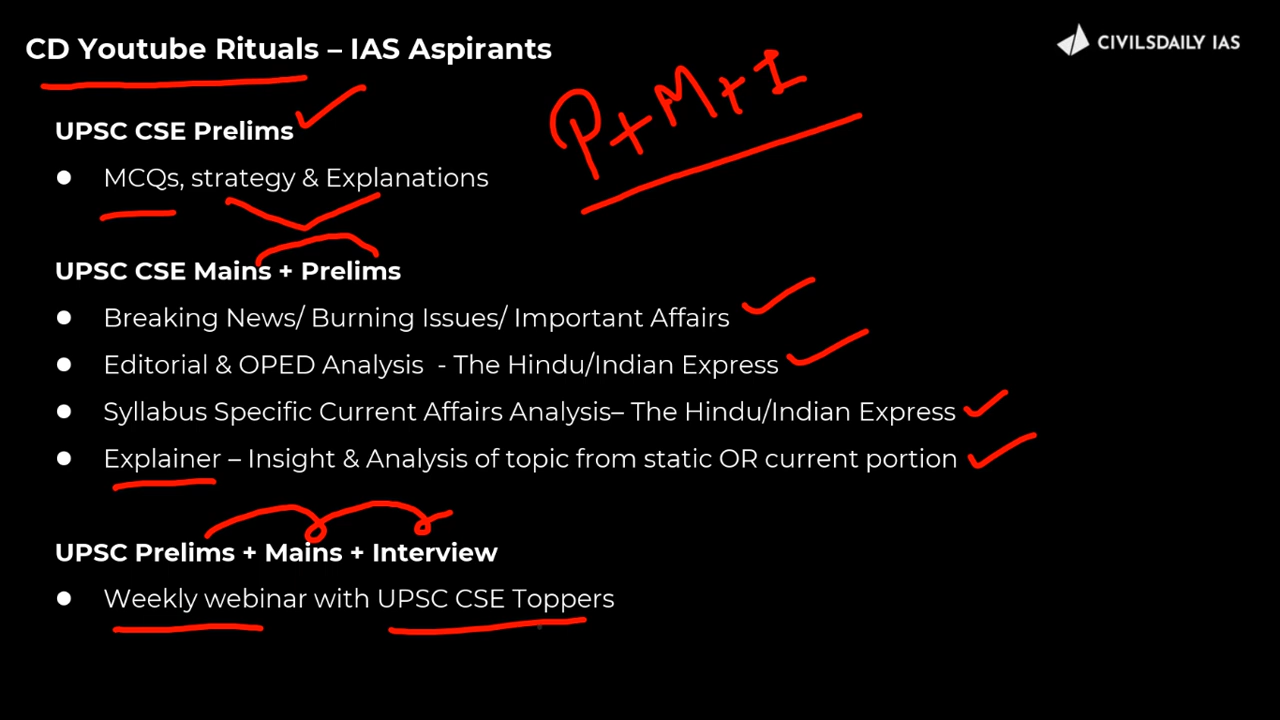 CD Youtube Rituals – IAS Aspirants
CIVILSDAILY IAS
P+M+I
UPSC CSE Prelims
● MCQs, strategy & Explanations
UPSC CSE Mains + Prelims
● Breaking News/ Burning Issues/ Important Affairs
● Editorial & OPED Analysis - The Hindu/Indian Express
● Syllabus Specific Current Affairs Analysis– The Hindu/Indian Express
● Explainer – Insight & Analysis of topic from static OR current portion
UPSC Prelims + Mains + Interview
● Weekly webinar with UPSC CSE Toppers